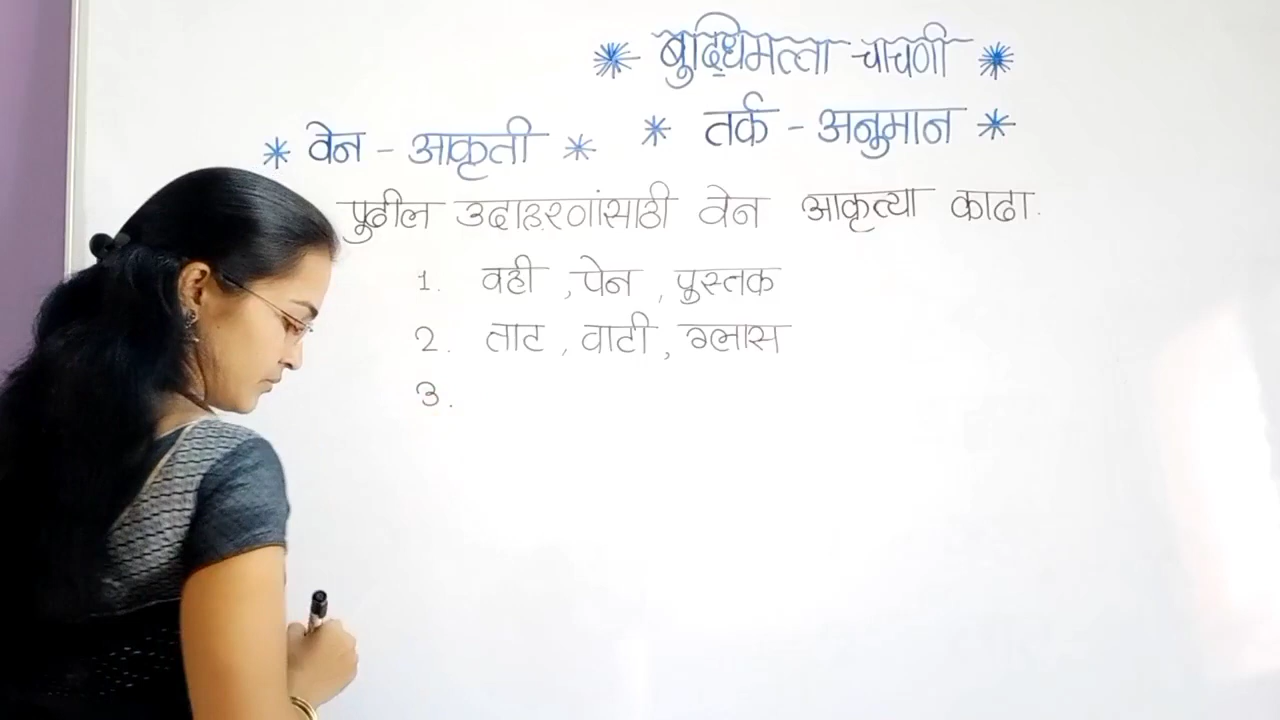 * बुद्धिमत्ता चाचणी *
* तर्क - अनुमान *
* वेन - आकृती *
पुढील उदाहरणांसाठी वेन आकृत्या काढा.
1. वही , पेन , पुस्तक
2. ताट , वाटी , ग्लास
3.